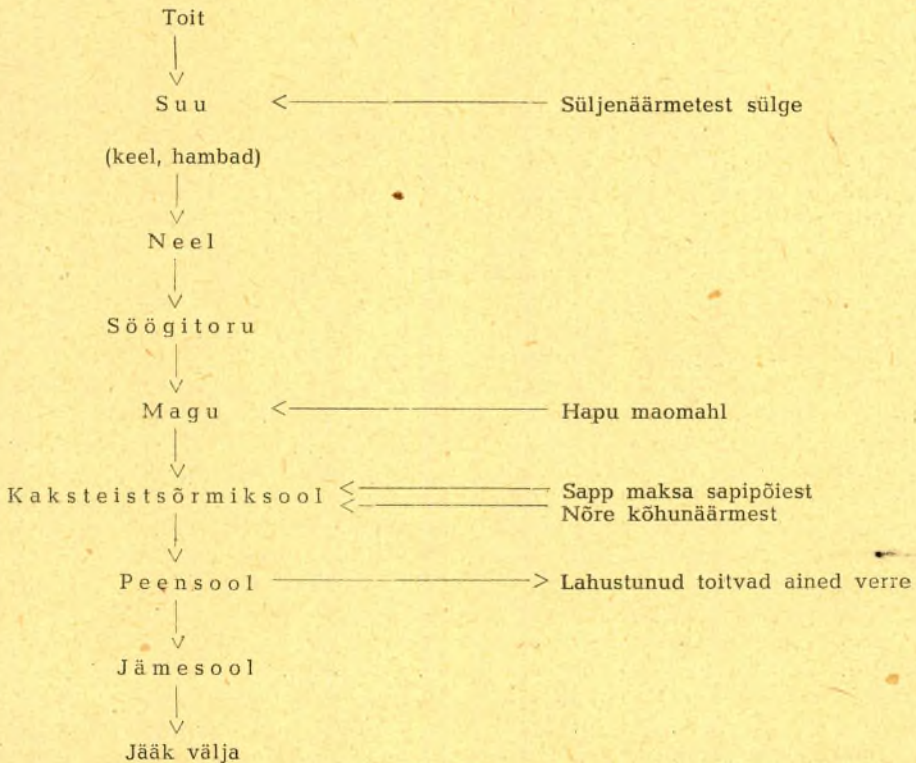 Toit
Suu
Süljenäärmetest sülge
(keel, hambad)
Neel
Söögitoru
Magu
Hapu maomahl
Kaksteistsõrmiksool
Sapp maksa sapipõiest
Nõre kõhunäärmest
Peensool
Lahustunud toitvad ained verre
Jämesool
Jääk välja